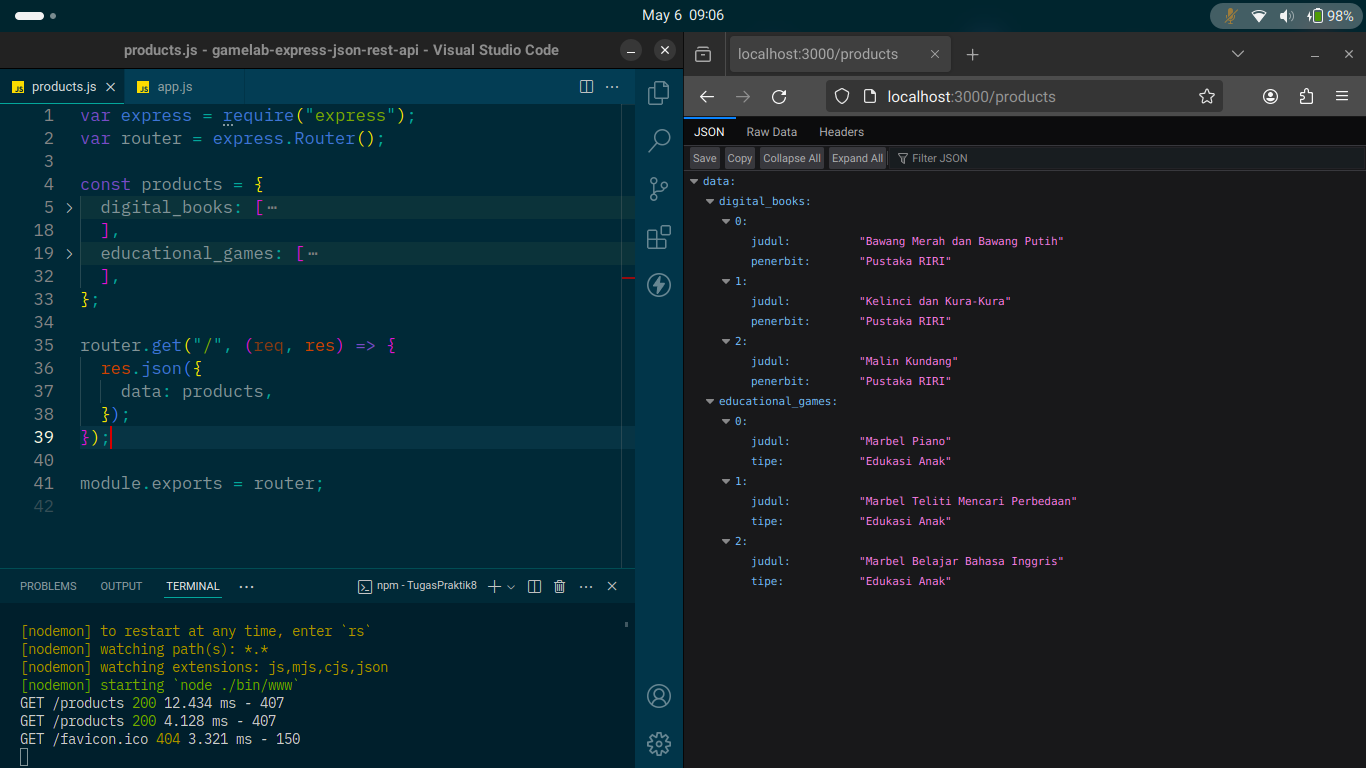 May 6 09:06
98%
products.js - gamelab-express-json-rest-api - Visual Studio Code
JS products.js
JS app.js
1 var express = require("express");
2 var router = express.Router();
3
4 const products = {
5 digital_books: [ ⋯
18 ],
19 educational_games: [ ⋯
32 ],
33 };
34
35 router.get("/", (req, res) => {
36 res.json({
37 data: products,
38 });
39 });
40
41 module.exports = router;
42
PROBLEMS OUTPUT TERMINAL ⋯ npm - TugasPraktik8
[nodemon] to restart at any time, enter `rs`
[nodemon] watching path(s): *.*
[nodemon] watching extensions: js,mjs,cjs,json
[nodemon] starting `node ./bin/www`
GET /products 200 12.434 ms - 407
GET /products 200 4.128 ms - 407
GET /favicon.ico 404 3.321 ms - 150
localhost:3000/products
localhost:3000/products
JSON Raw Data Headers
Save Copy Collapse All Expand All Filter JSON
data:
digital_books:
0:
judul: "Bawang Merah dan Bawang Putih"
penerbit: "Pustaka RIRI"
1:
judul: "Kelinci dan Kura-Kura"
penerbit: "Pustaka RIRI"
2:
judul: "Malin Kundang"
penerbit: "Pustaka RIRI"
educational_games:
0:
judul: "Marbel Piano"
tipe: "Edukasi Anak"
1:
judul: "Marbel Teliti Mencari Perbedaan"
tipe: "Edukasi Anak"
2:
judul: "Marbel Belajar Bahasa Inggris"
tipe: "Edukasi Anak"